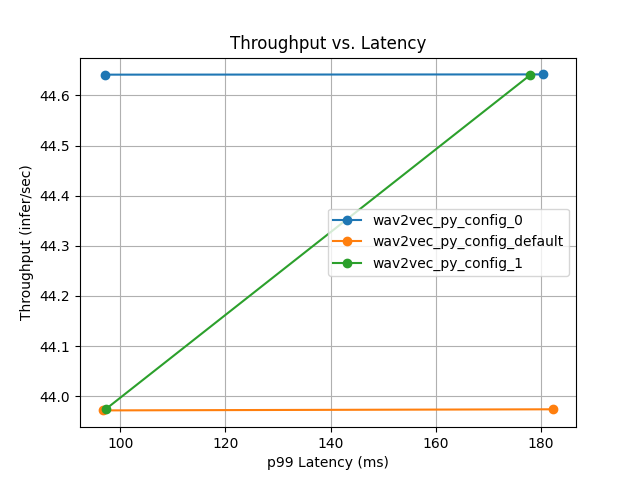 Throughput vs. Latency
Throughput (infer/sec)
44.6
44.5
44.4
44.3
44.2
44.1
44.0
wav2vec_py_config_0
wav2vec_py_config_default
wav2vec_py_config_1
100 120 140 160 180
p99 Latency (ms)